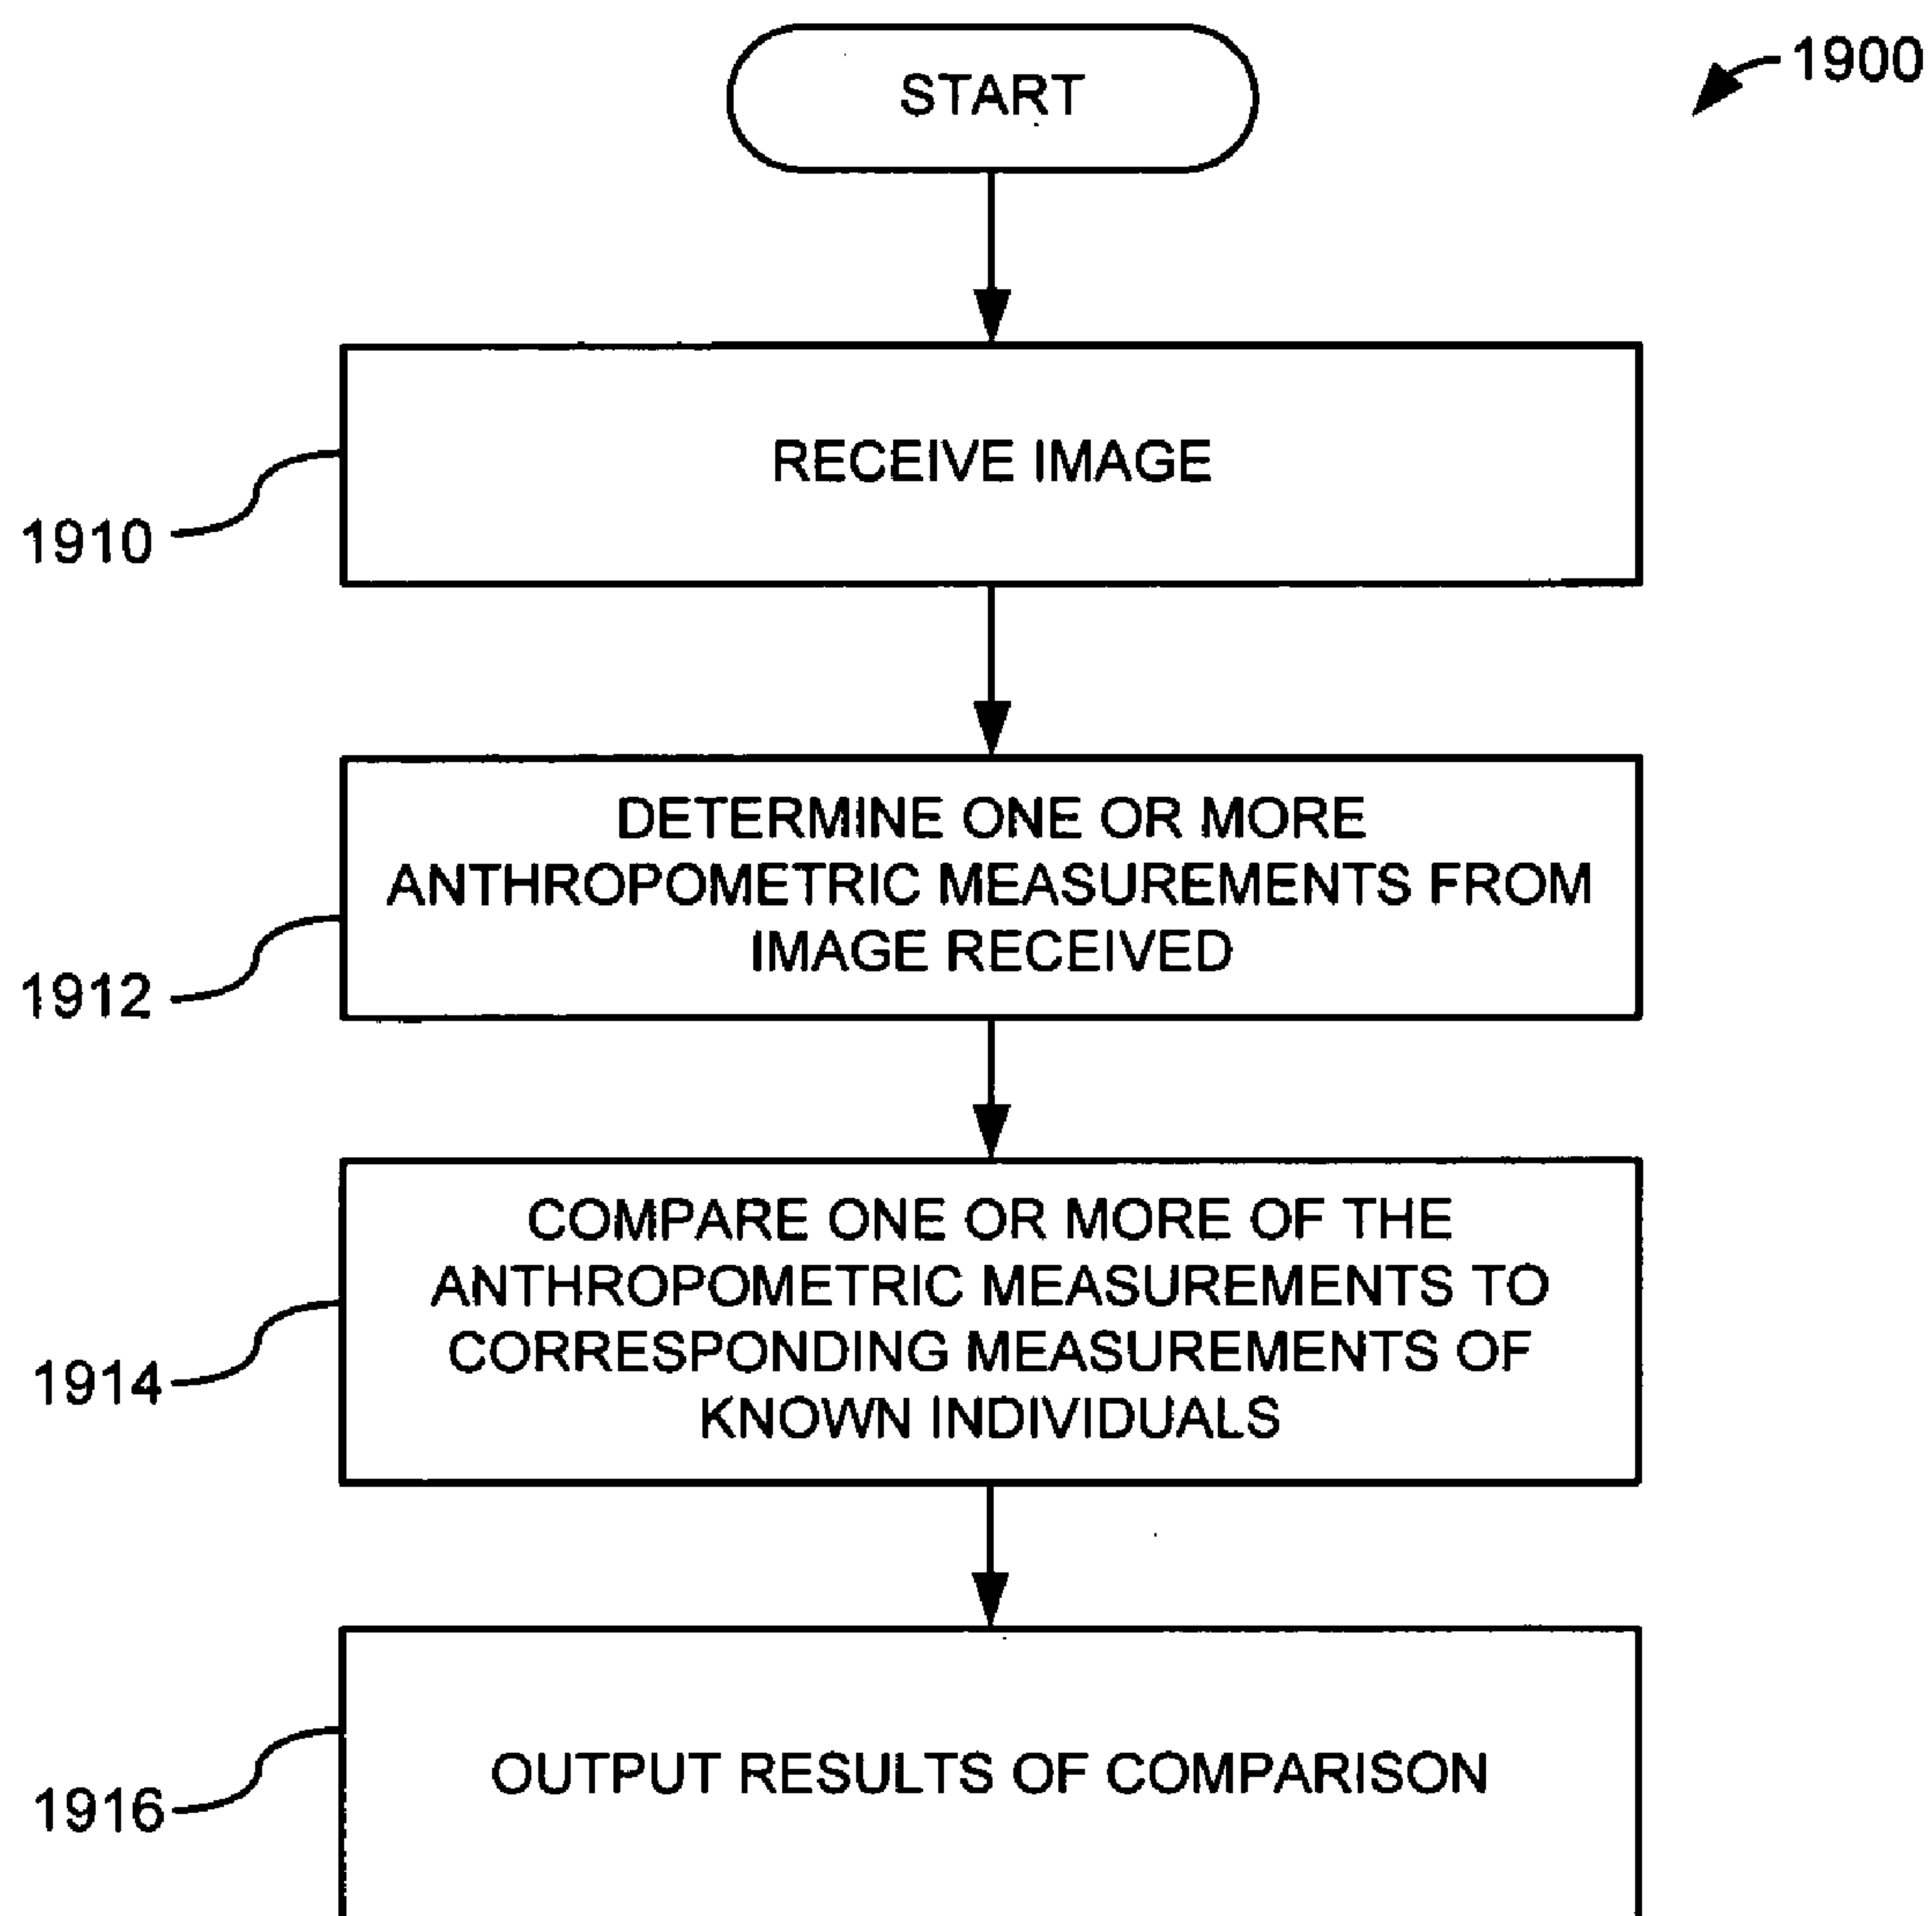 START
1900
RECEIVE IMAGE
1910
DETERMINE ONE OR MORE
ANTHROPOMETRIC MEASUREMENTS FROM
IMAGE RECEIVED
1912
COMPARE ONE OR MORE OF THE
ANTHROPOMETRIC MEASUREMENTS TO
CORRESPONDING MEASUREMENTS OF
KNOWN INDIVIDUALS
1914
OUTPUT RESULTS OF COMPARISON
1916